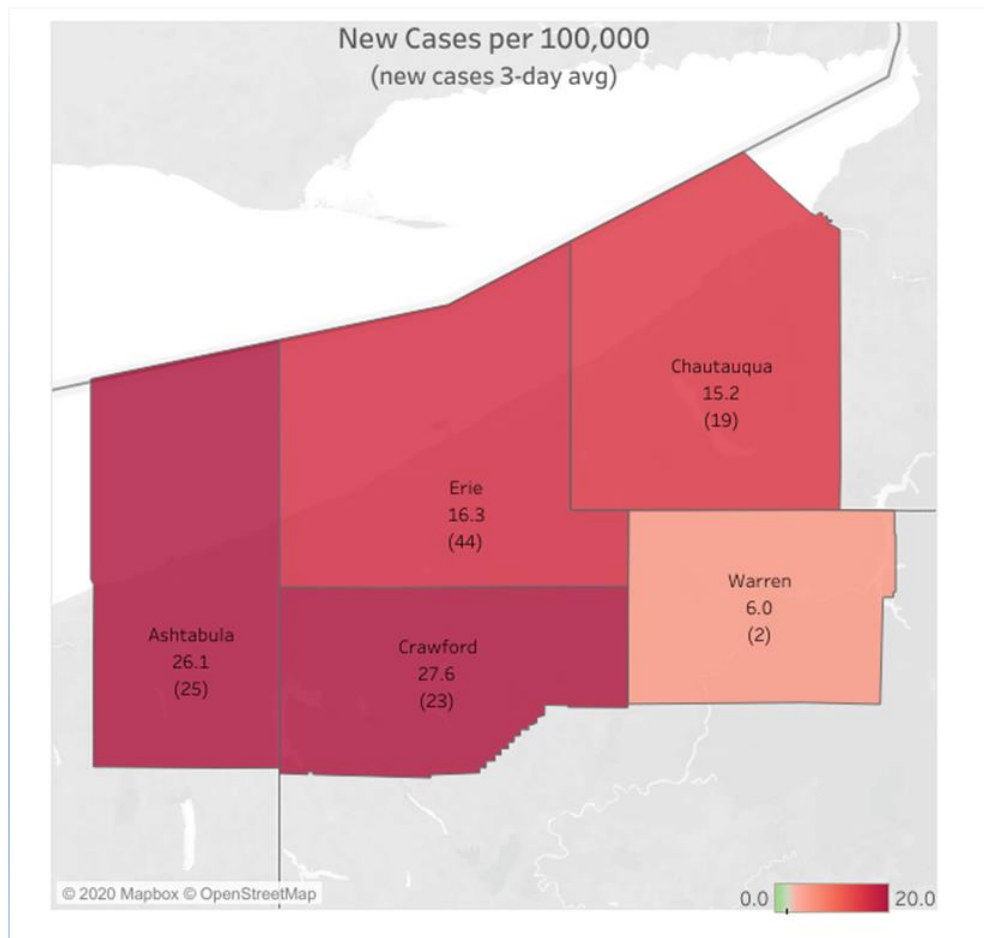 New Cases per 100,000
(new cases 3-day avg)
Chautauqua
15.2
(19)
Erie
16.3
(44)
Warren
6.0
(2)
Ashtabula
26.1
(25)
Crawford
27.6
(23)
© 2020 Mapbox © OpenStreetMap
0.0 20.0